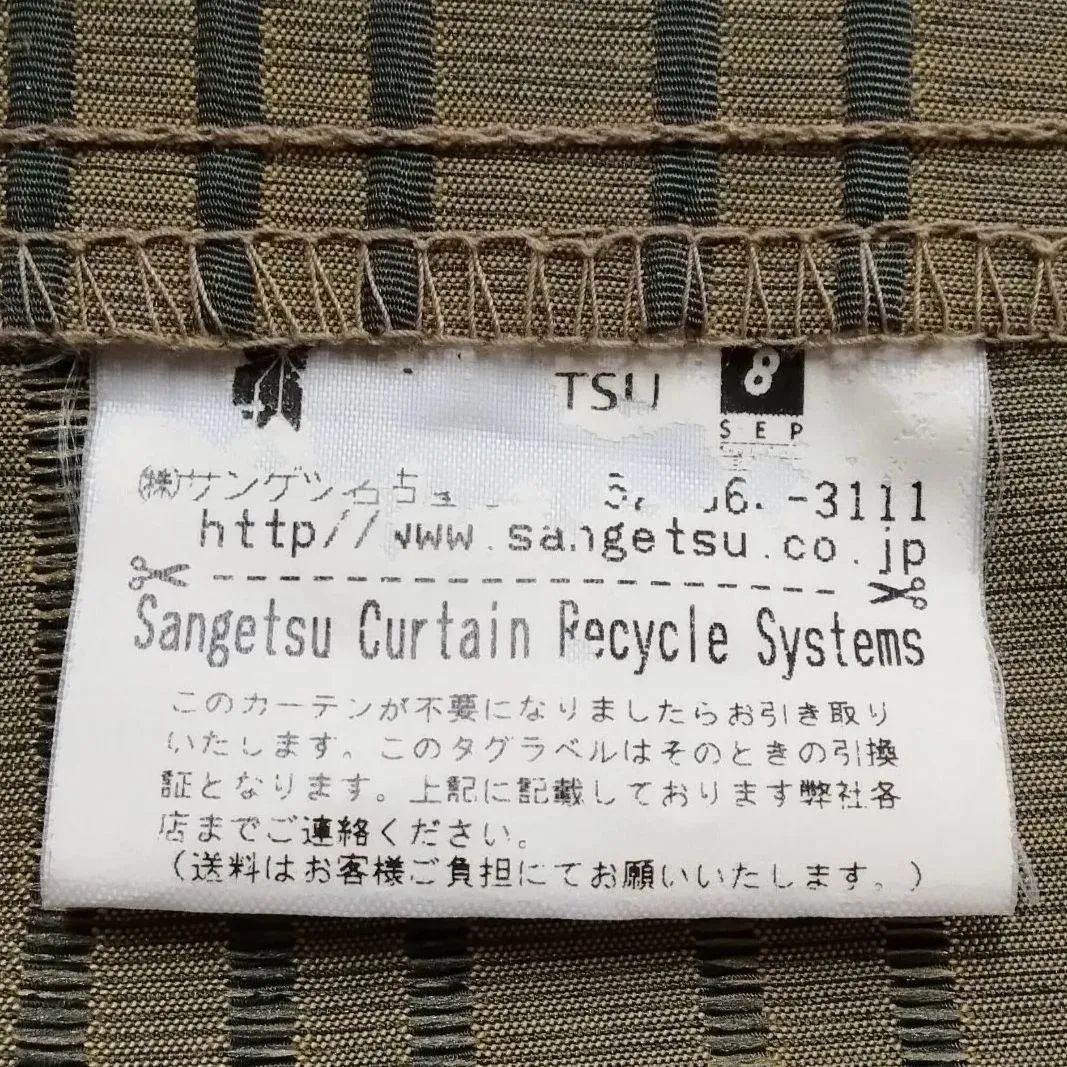 TSU
8
SEP
㈱サンゲツ名古 -3111
http//www.sangetsu.co.jp
Sangetsu Curtain Recycle Systems
このカーテンが不要になりましたらお引き取り
いたします。このタグラベルはそのときの引換
証となります。上記に記載しております弊社各
店までご連絡ください。
(送料はお客様ご負担にてお願いいたします。)